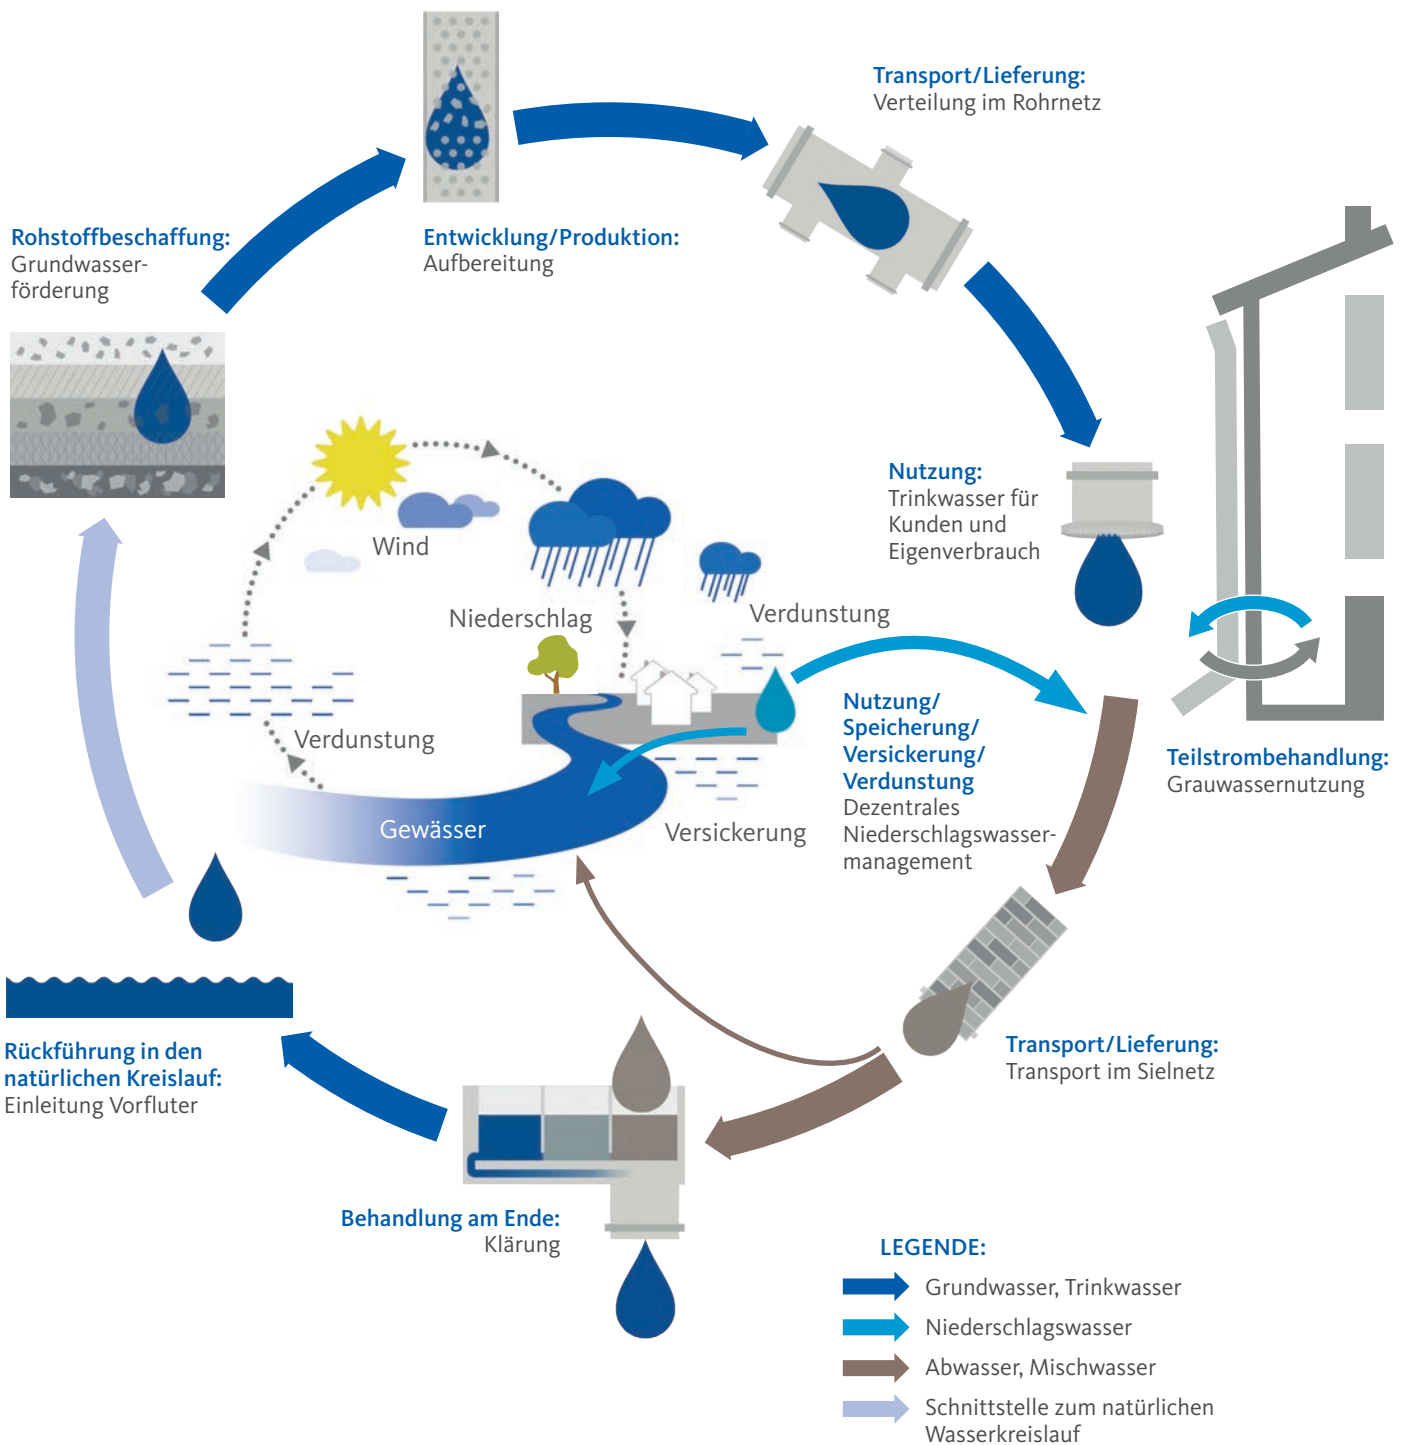 Transport/Lieferung:
Verteilung im Rohrnetz
Rohstoffbeschaffung:
Grundwasser-
förderung
Entwicklung/Produktion:
Aufbereitung
Nutzung:
Trinkwasser für
Kunden und
Eigenverbrauch
Wind
Niederschlag
Verdunstung
Verdunstung
Nutzung/
Speicherung/
Versickerung/
Verdunstung
Dezentrales
Niederschlagswasser-
management
Teilstrombehandlung:
Grauwassernutzung
Gewässer
Versickerung
Transport/Lieferung:
Transport im Sielnetz
Rückführung in den
natürlichen Kreislauf:
Einleitung Vorfluter
Behandlung am Ende:
Klärung
LEGENDE:
Grundwasser, Trinkwasser
Niederschlagswasser
Abwasser, Mischwasser
Schnittstelle zum natürlichen
Wasserkreislauf